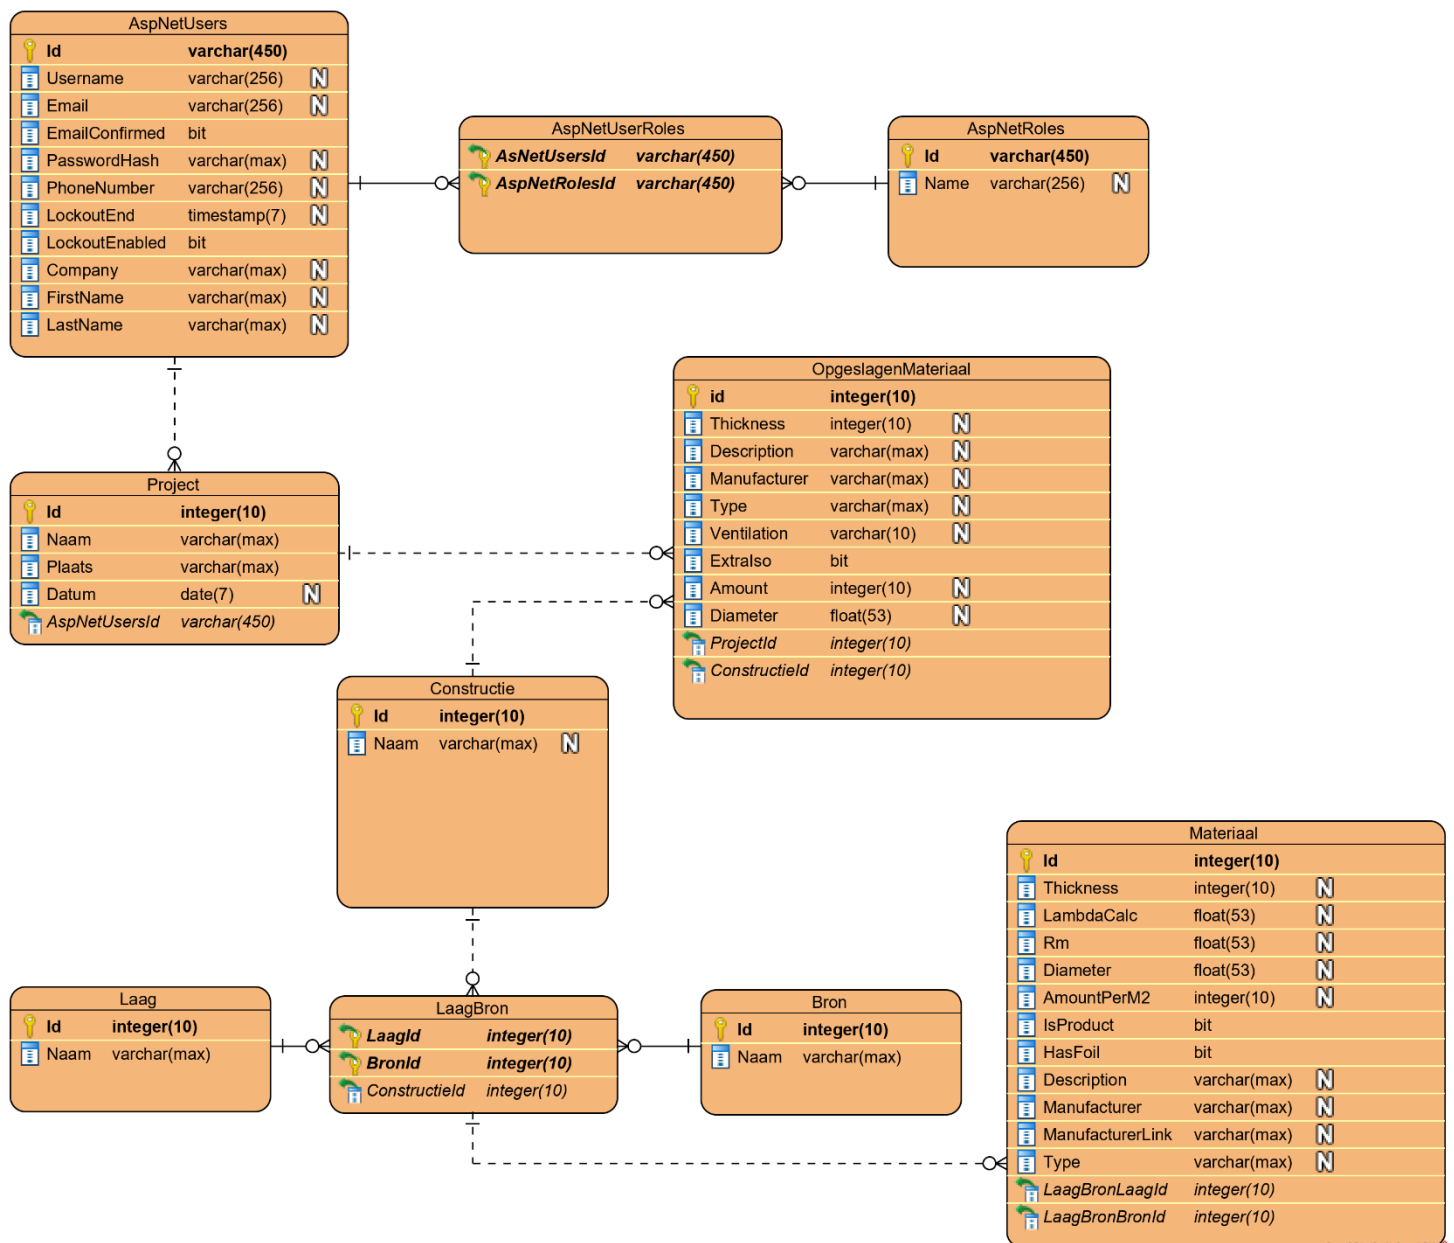 AspNetUsers
Id varchar(450)
Username varchar(256) N
Email varchar(256) N
EmailConfirmed bit
PasswordHash varchar(max) N
PhoneNumber varchar(256) N
LockoutEnd timestamp(7) N
LockoutEnabled bit
Company varchar(max) N
FirstName varchar(max) N
LastName varchar(max) N
AspNetUserRoles
AsNetUsersId varchar(450)
AspNetRolesId varchar(450)
AspNetRoles
Id varchar(450)
Name varchar(256) N
OpgeslagenMateriaal
id integer(10)
Thickness integer(10) N
Description varchar(max) N
Manufacturer varchar(max) N
Type varchar(max) N
Ventilation varchar(10) N
ExtraIso bit
Amount integer(10) N
Diameter float(53) N
ProjectId integer(10)
ConstructieId integer(10)
Project
Id integer(10)
Naam varchar(max)
Plaats varchar(max)
Datum date(7) N
AspNetUsersId varchar(450)
Constructie
Id integer(10)
Naam varchar(max) N
Materiaal
Id integer(10)
Thickness integer(10) N
LambdaCalc float(53) N
Rm float(53) N
Diameter float(53) N
AmountPerM2 integer(10) N
IsProduct bit
HasFoil bit
Description varchar(max) N
Manufacturer varchar(max) N
ManufacturerLink varchar(max) N
Type varchar(max) N
LaagBronLaagId integer(10)
LaagBronBronId integer(10)
Laag
Id integer(10)
Naam varchar(max)
LaagBron
LaagId integer(10)
BronId integer(10)
ConstructieId integer(10)
Bron
Id integer(10)
Naam varchar(max)